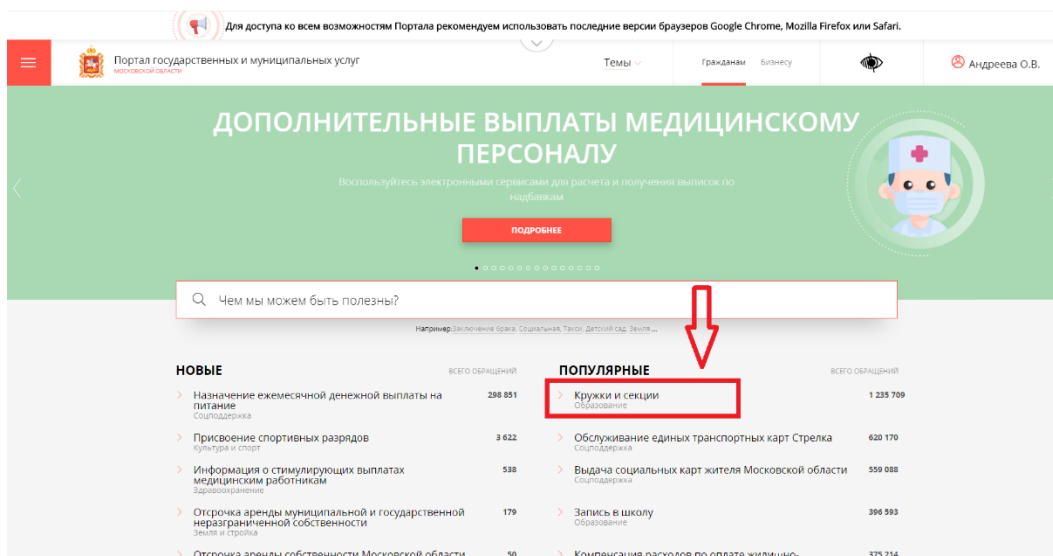 Для доступа ко всем возможностям Портала рекомендуем использовать последние версии браузеров Google Chrome, Mozilla Firefox или Safari.
Портал государственных и муниципальных услуг
МОСКОВСКОЙ ОБЛАСТИ
Темы
Гражданам
Бизнесу
Андреева О.В.
ДОПОЛНИТЕЛЬНЫЕ ВЫПЛАТЫ МЕДИЦИНСКОМУ
ПЕРСОНАЛУ
Воспользуйтесь электронными сервисами для расчета и получения выписок по
надбавкам
ПОДРОБНЕЕ
Чем мы можем быть полезны?
Например:Заключение брака, Социальная, Такси, Детский сад, Земля ...
НОВЫЕ
ВСЕГО ОБРАЩЕНИЙ
Назначение ежемесячной денежной выплаты на 298 851
питание
Соцподдержка
Присвоение спортивных разрядов 3 622
Культура и спорт
Информация о стимулирующих выплатах 538
медицинским работникам
Здравоохранение
Отсрочка аренды муниципальной и государственной 179
неразграниченной собственности
Земля и стройка
Отсрочка аренды собственности Московской области 50
ПОПУЛЯРНЫЕ
ВСЕГО ОБРАЩЕНИЙ
Кружки и секции 1 235 709
Образование
Обслуживание единых транспортных карт Стрелка 620 170
Соцподдержка
Выдача социальных карт жителя Московской области 559 088
Соцподдержка
Запись в школу 396 593
Образование
Компенсация расходов по оплате жилищно- 375 214